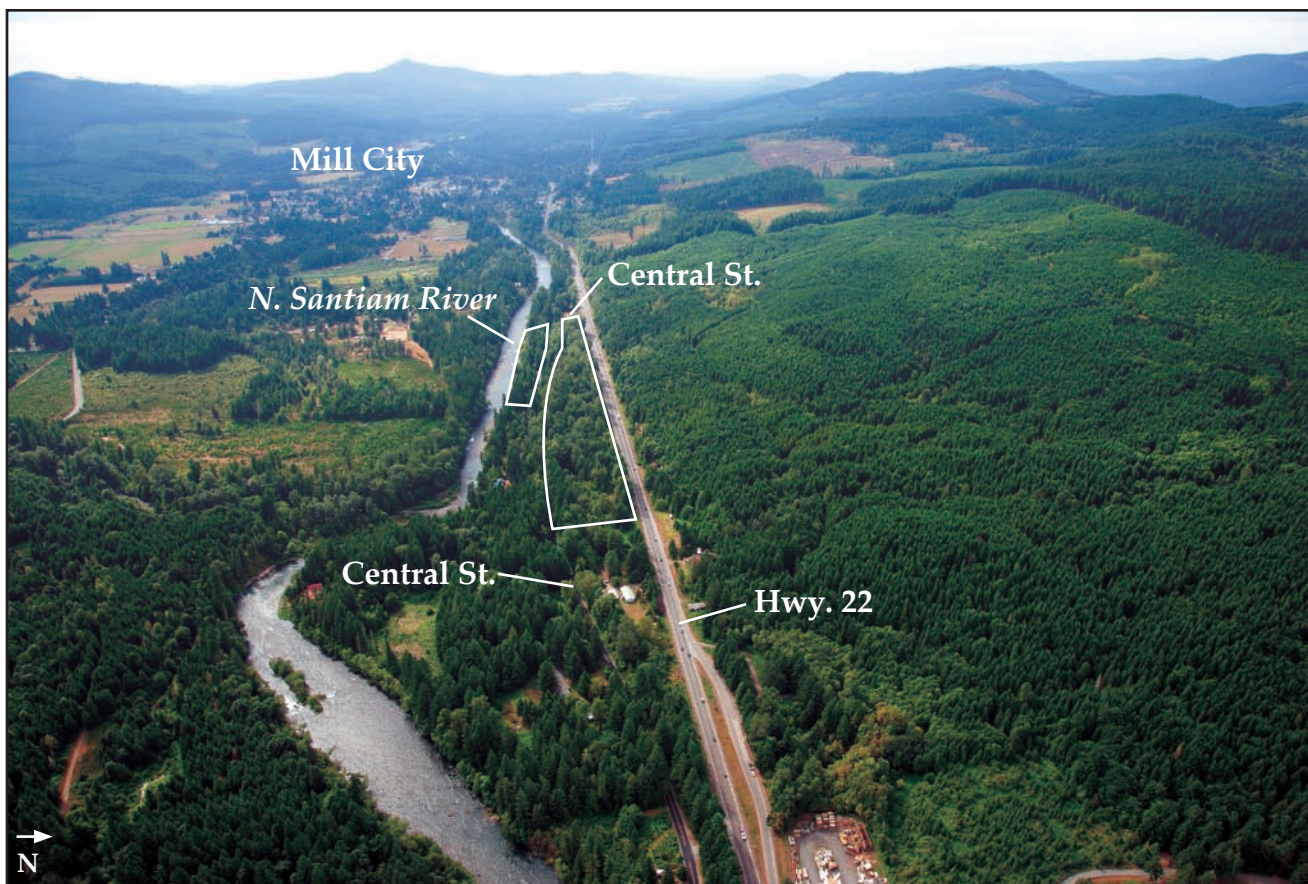 Mill City
Central St.
N. Santiam River
Central St.
Hwy. 22
N